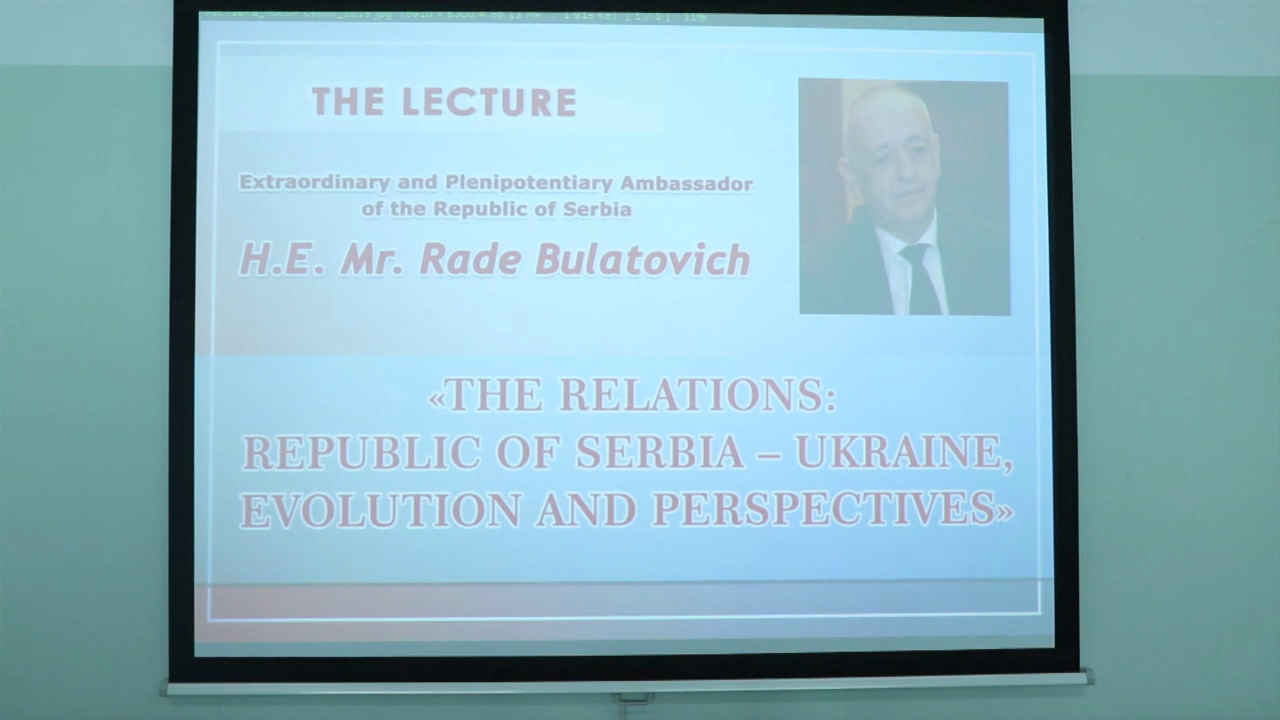 THE LECTURE
Extraordinary and Plenipotentiary Ambassador
of the Republic of Serbia
H.E. Mr. Rade Bulatovich
«THE RELATIONS:
REPUBLIC OF SERBIA – UKRAINE,
EVOLUTION AND PERSPECTIVES»